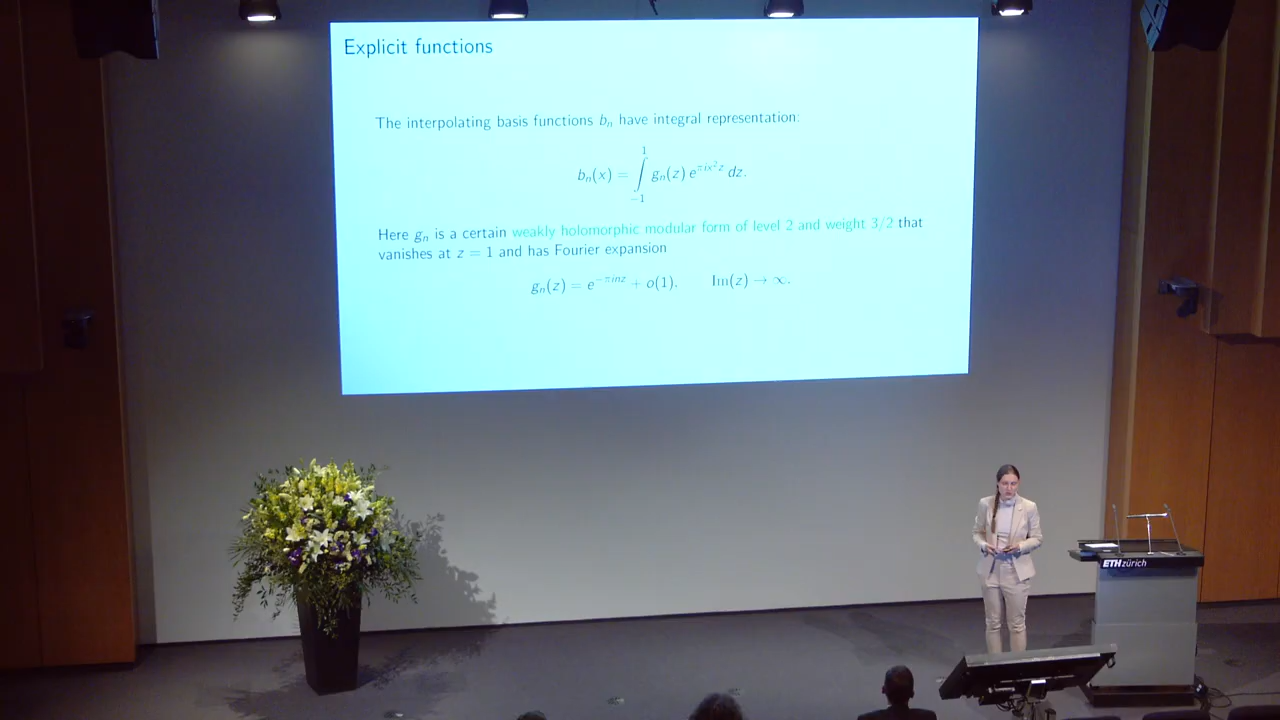 Explicit functions
The interpolating basis functions bₙ have integral representation:
bₙ(x) = ∫₋₁¹ gₙ(z) e^{πix²z} dz.
Here gₙ is a certain weakly holomorphic modular form of level 2 and weight 3/2 that
vanishes at z = 1 and has Fourier expansion
gₙ(z) = e^{−πinz} + o(1). Im(z) → ∞.
ETHzürich